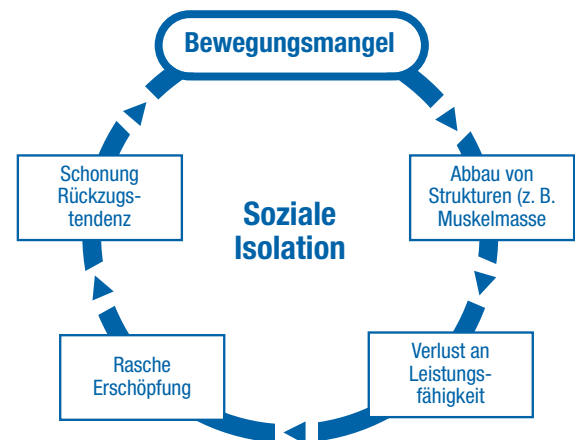 Bewegungsmangel
Abbau von
Strukturen (z. B.
Muskelmasse
Verlust an
Leistungs-
fähigkeit
Rasche
Erschöpfung
Schonung
Rückzugs-
tendenz
Soziale
Isolation